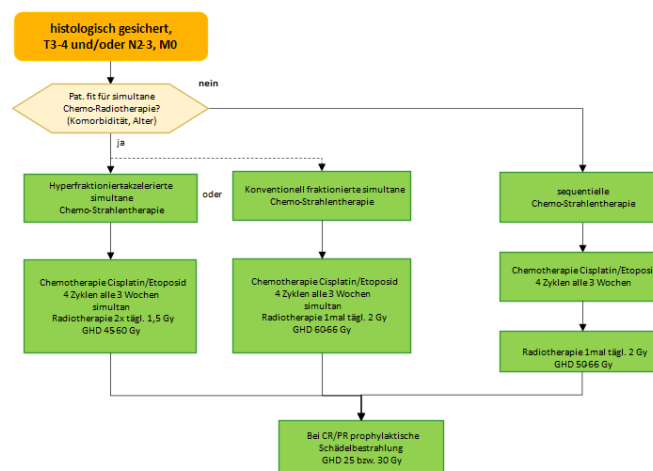 histologisch gesichert,
T3-4 und/oder N2-3, M0
nein
Pat. fit für simultane
Chemo-Radiotherapie?
(Komorbidität, Alter)
ja
Hyperfraktioniert-akzelerierte
simultane
Chemo-Strahlentherapie
oder
Konventionell fraktionierte simultane
Chemo-Strahlentherapie
sequentielle
Chemo-Strahlentherapie
Chemotherapie Cisplatin/Etoposid
4 Zyklen alle 3 Wochen
simultan
Radiotherapie 2x tägl. 1,5 Gy
GHD 45-60 Gy
Chemotherapie Cisplatin/Etoposid
4 Zyklen alle 3 Wochen
simultan
Radiotherapie 1mal tägl. 2 Gy
GHD 60-66 Gy
Chemotherapie Cisplatin/Etoposid
4 Zyklen alle 3 Wochen
Radiotherapie 1mal tägl. 2 Gy
GHD 50-66 Gy
Bei CR/PR prophylaktische
Schädelbestrahlung
GHD 25 bzw. 30 Gy